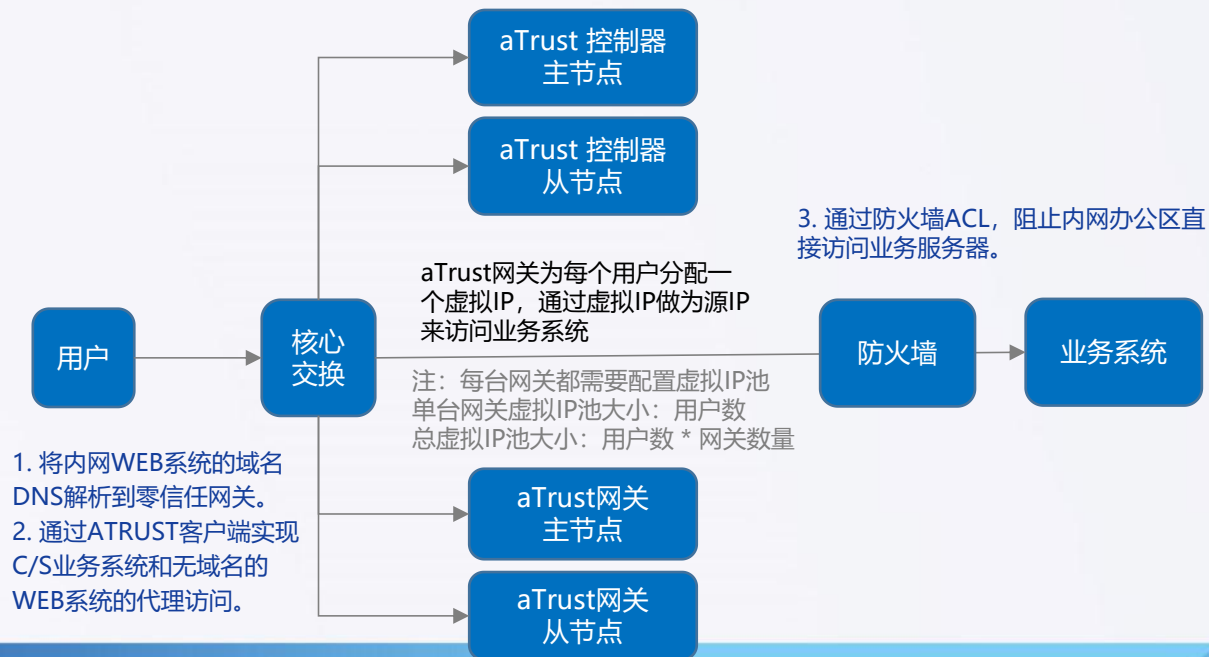 aTrust 控制器
主节点
aTrust 控制器
从节点
3. 通过防火墙ACL，阻止内网办公区直
接访问业务服务器。
aTrust网关为每个用户分配一
个虚拟IP，通过虚拟IP做为源IP
来访问业务系统
用户
核心
交换
防火墙
业务系统
注：每台网关都需要配置虚拟IP池
单台网关虚拟IP池大小：用户数
总虚拟IP池大小：用户数 * 网关数量
1. 将内网WEB系统的域名
DNS解析到零信任网关。
2. 通过ATRUST客户端实现
C/S业务系统和无域名的
WEB系统的代理访问。
aTrust网关
主节点
aTrust网关
从节点